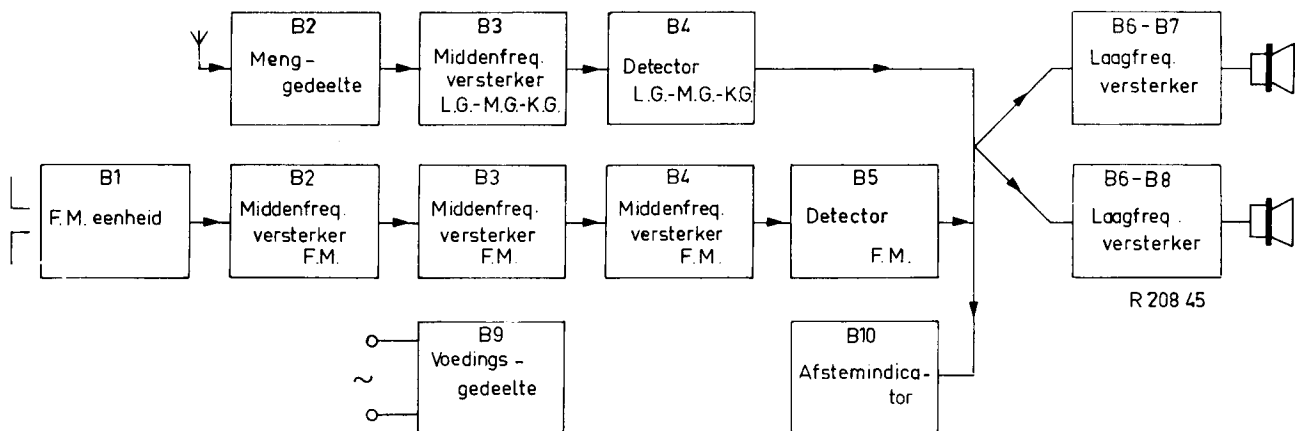 B2
Meng-
gedeelte
B3
Middenfreq.
versterker
L.G.-M.G.-K.G.
B4
Detector
L.G.-M.G.-K.G.
B6-B7
Laagfreq.
versterker
B1
F.M. eenheid
B2
Middenfreq.
versterker
F.M.
B3
Middenfreq.
versterker
F.M.
B4
Middenfreq.
versterker
F.M.
B5
Detector
F.M.
B6-B8
Laagfreq.
versterker
R 208 45
B9
Voedings-
gedeelte
~
B10
Afstemindica-
tor